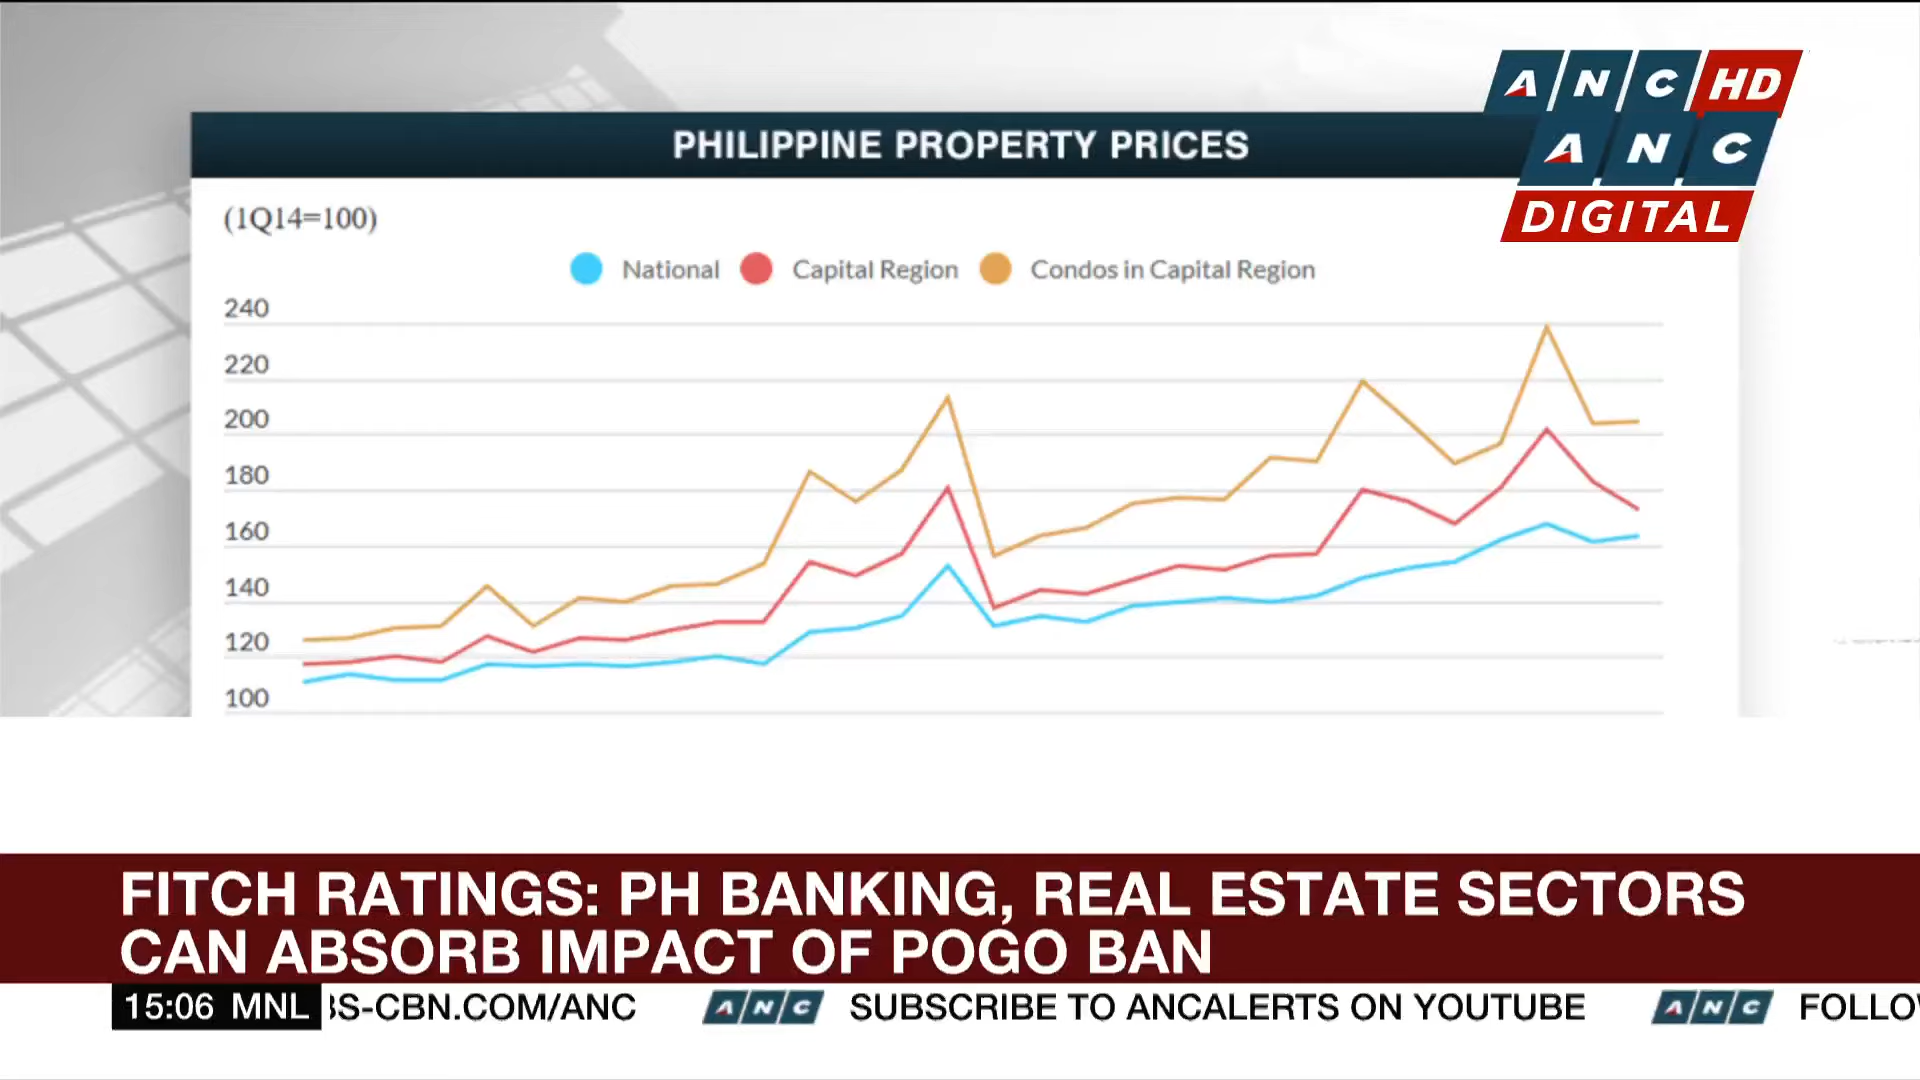 ANC HD
PHILIPPINE PROPERTY PRICES
ANC
DIGITAL
(1Q14=100)
National Capital Region Condos in Capital Region
240
220
200
180
160
140
120
100
FITCH RATINGS: PH BANKING, REAL ESTATE SECTORS
CAN ABSORB IMPACT OF POGO BAN
15:06 MNL BS-CBN.COM/ANC ANC SUBSCRIBE TO ANCALERTS ON YOUTUBE ANC FOLLO